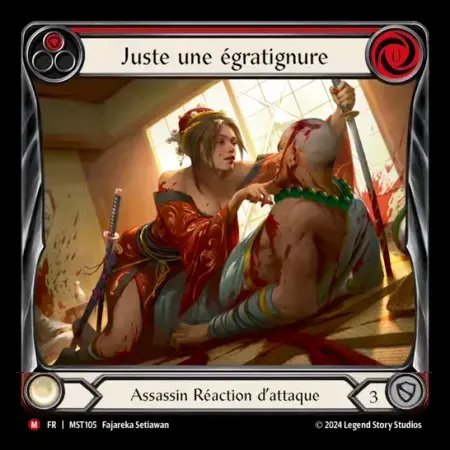 Juste une égratignure
Assassin Réaction d'attaque
3
M FR | MST105 Fajareka Setiawan
© 2024 Legend Story Studios